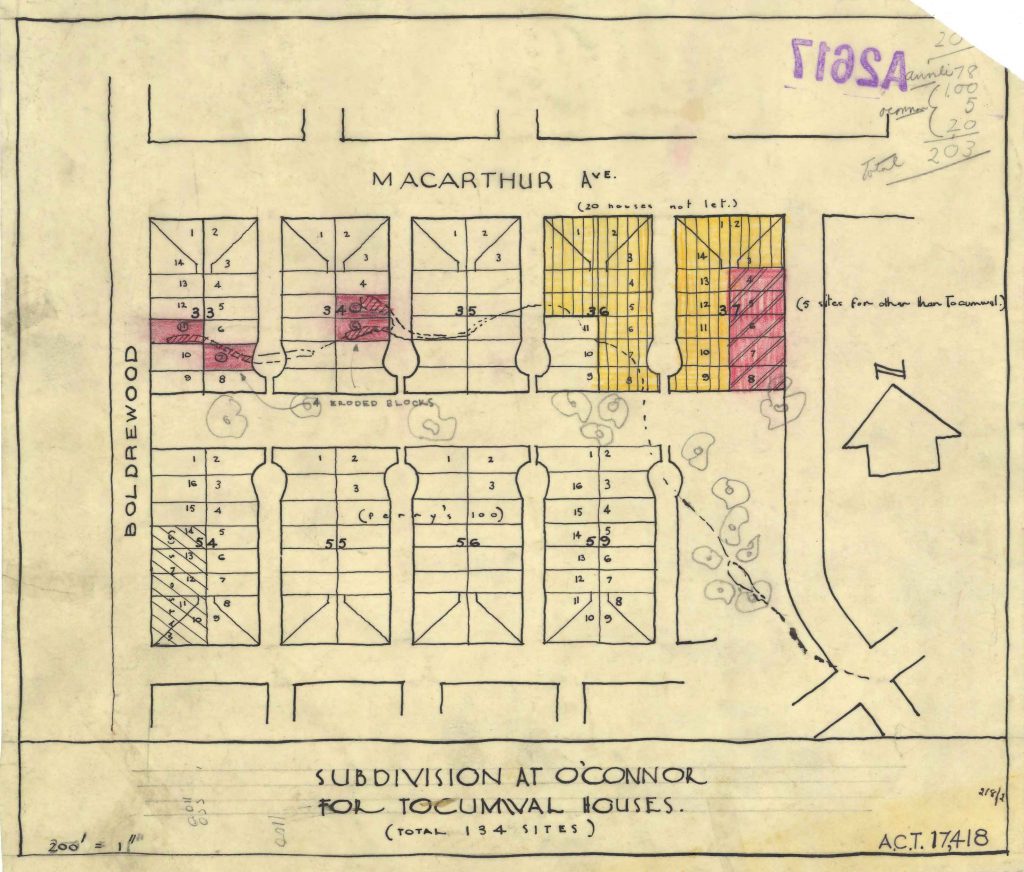 A2617
20
ainslie 78
100
oconnor 5
20
Total 203
MACARTHUR AVE.
(20 houses not let.)
1 2 1 2 1 2 1 2 1 2
14 3 3 3 3 14 3
13 4 4 4 13 4
12 5 5 12 5
33 34 35 36 37
(5 sites for other than Tocumwal.)
6 11 6 11 6
10 10 10 7
9 8 9 8 9 8
4 ERODED BLOCKS
N
BOLDREWOOD
1 2 1 2 1 2 1 2
16 3 3 3 16 3
15 4 15 4
(Perry's 100)
14 5 14 5
54 55 56 59
13 6 13 6
12 7 12 7
11 8 11 8
10 9 10 9
SUBDIVISION AT O'CONNOR
FOR TOCUMWAL HOUSES.
(TOTAL 134 SITES)
200' = 1"
218/2
A.C.T. 17,418